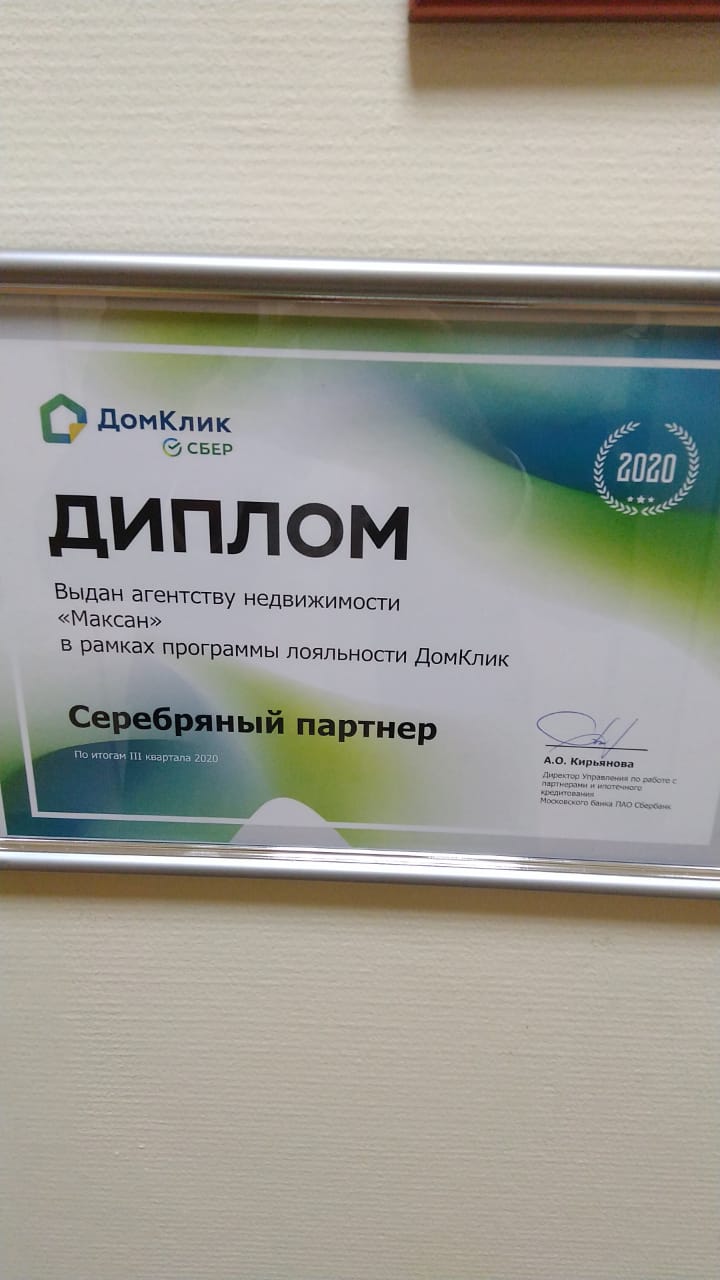 ДомКлик
СБЕР
2020
ДИПЛОМ
Выдан агентству недвижимости
«Максан»
в рамках программы лояльности ДомКлик
Серебряный партнер
По итогам III квартала 2020
А.О. Кирьянова
Директор Управления по работе с
партнерами и ипотечного
кредитования
Московского банка ПАО Сбербанк